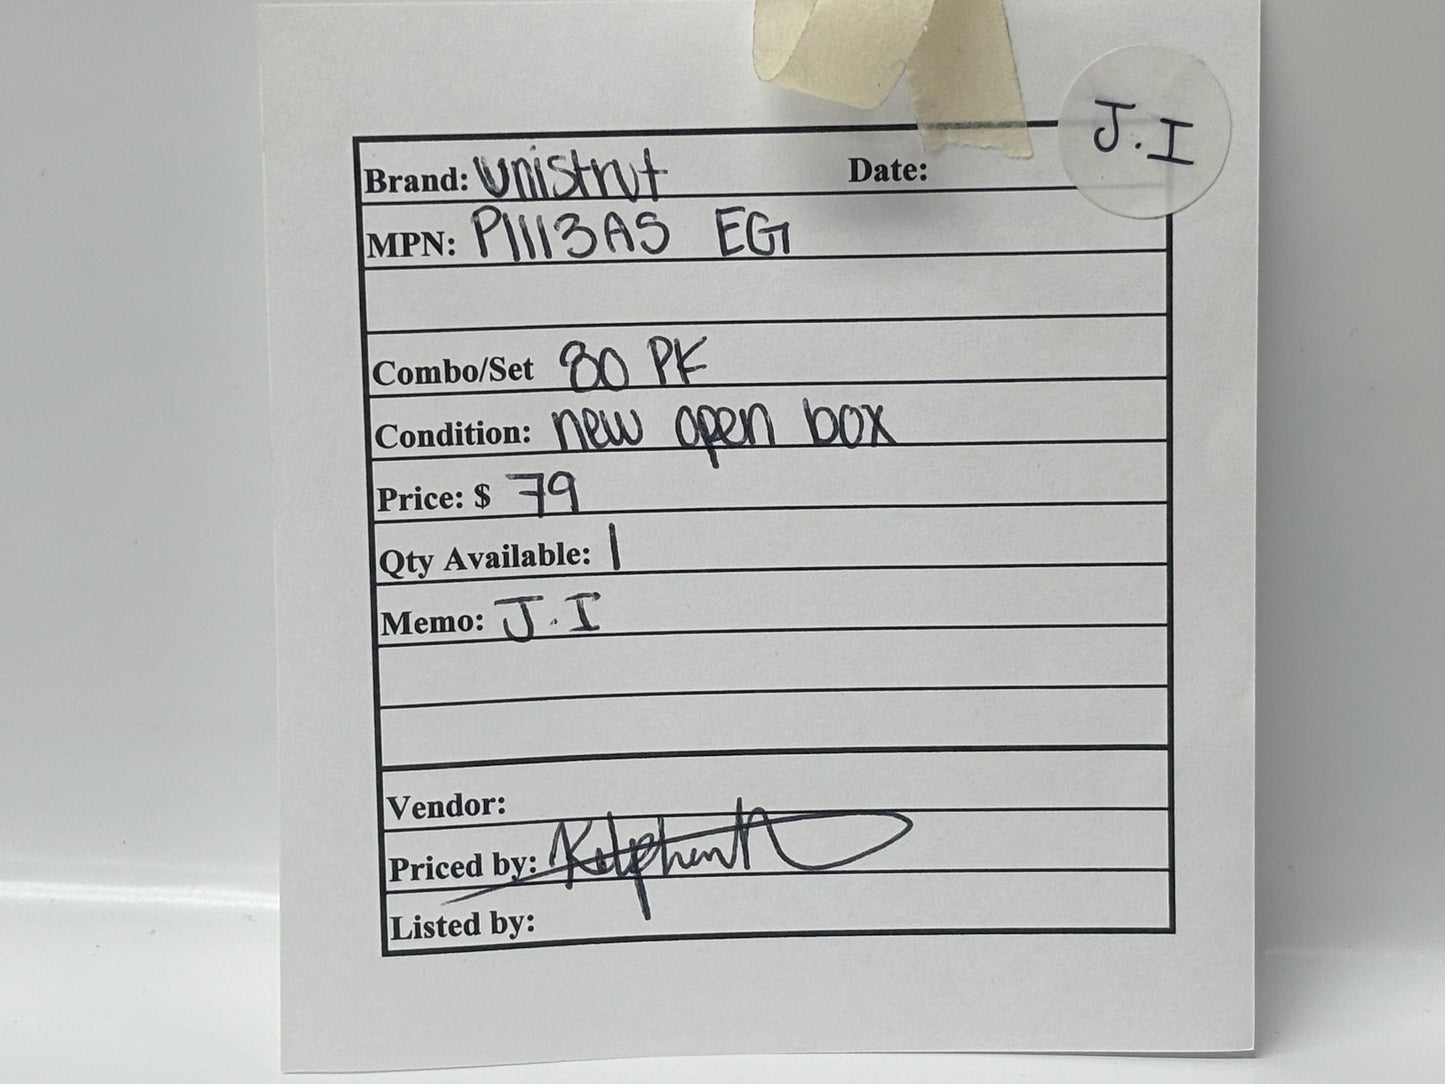 J.I
Brand: Unistrut Date:
MPN: P1113AS EG
Combo/Set 80 PK
Condition: new open box
Price: $ 79
Qty Available: 1
Memo: J.I
Vendor:
Priced by:
Listed by: